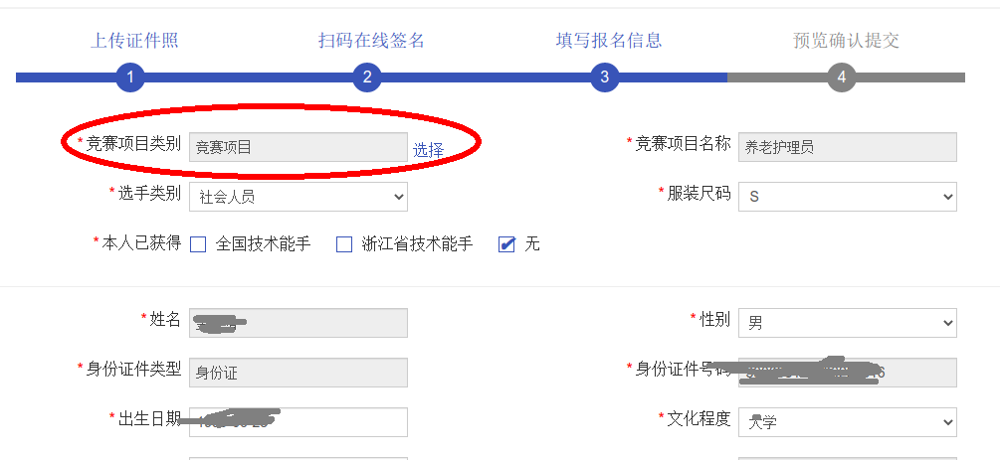 上传证件照 扫码在线签名 填写报名信息 预览确认提交
1 2 3 4
*竞赛项目类别 竞赛项目 选择 *竞赛项目名称 养老护理员
*选手类别 社会人员 *服装尺码 S
*本人已获得 全国技术能手 浙江省技术能手 无
*姓名 *性别 男
*身份证件类型 身份证 *身份证件号码
*出生日期 *文化程度 大学